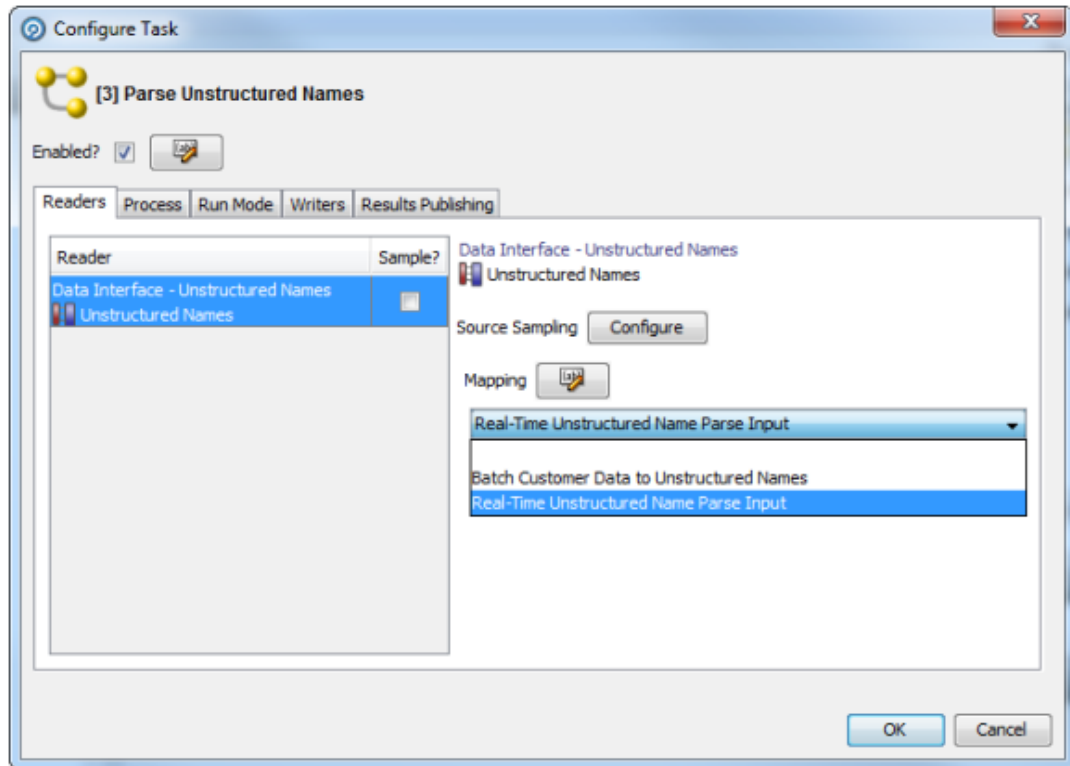 Configure Task
[3] Parse Unstructured Names
Enabled?
Readers Process Run Mode Writers Results Publishing
Reader Sample?
Data Interface - Unstructured Names
Unstructured Names
Data Interface - Unstructured Names
Unstructured Names
Source Sampling Configure
Mapping
Real-Time Unstructured Name Parse Input
Batch Customer Data to Unstructured Names
Real-Time Unstructured Name Parse Input
OK Cancel